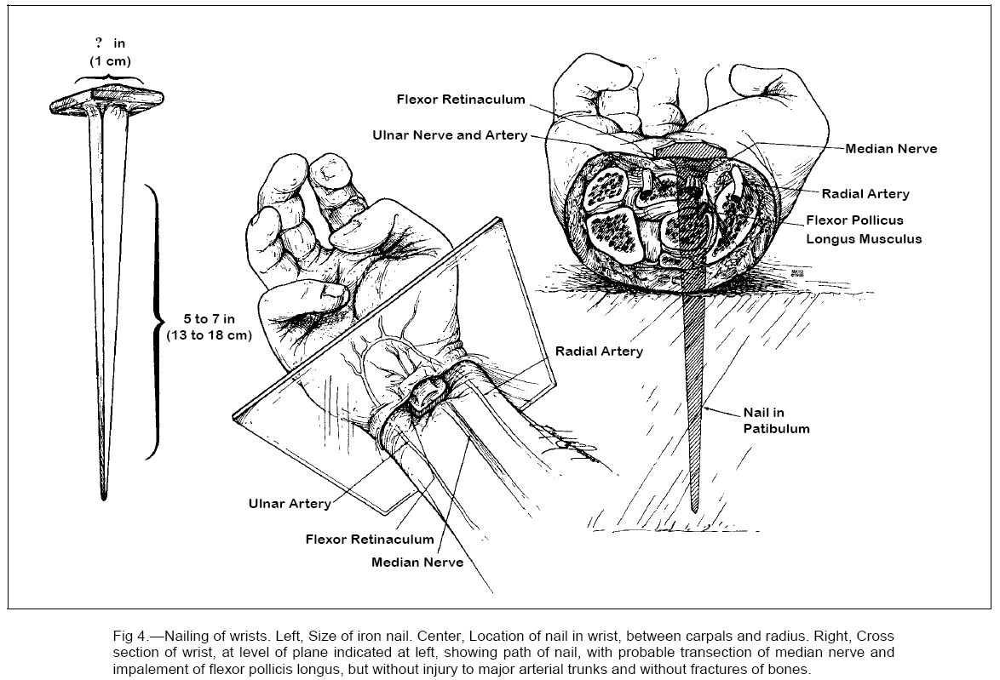 ? in
(1 cm)
5 to 7 in
(13 to 18 cm)
Ulnar Artery
Flexor Retinaculum
Median Nerve
Radial Artery
Flexor Retinaculum
Ulnar Nerve and Artery
Median Nerve
Radial Artery
Flexor Pollicus
Longus Musculus
Nail in
Patibulum
Fig 4.—Nailing of wrists. Left, Size of iron nail. Center, Location of nail in wrist, between carpals and radius. Right, Cross
section of wrist, at level of plane indicated at left, showing path of nail, with probable transection of median nerve and
impalement of flexor pollicis longus, but without injury to major arterial trunks and without fractures of bones.